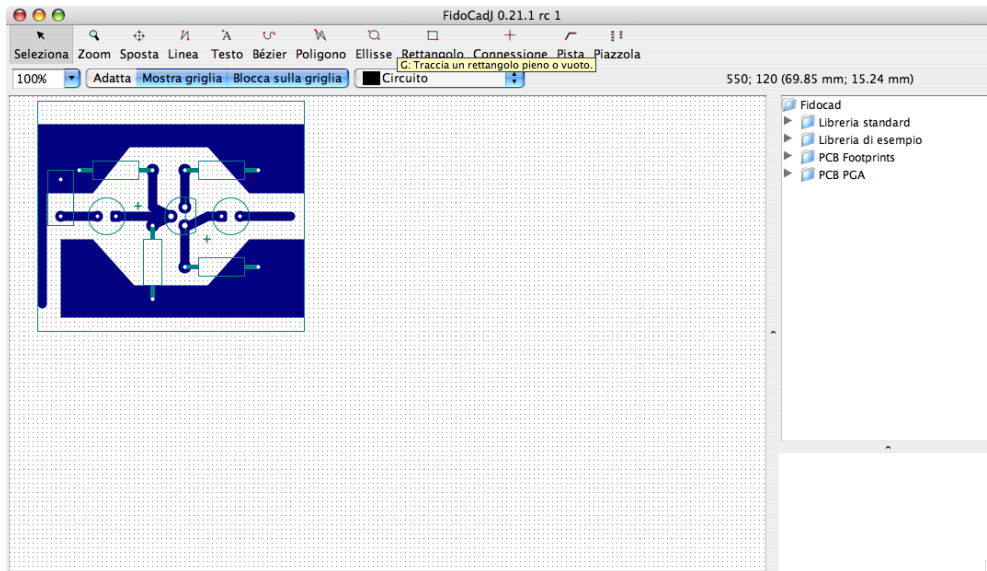 FidoCadJ 0.21.1 rc 1
Seleziona Zoom Sposta Linea Testo Bézier Poligono Ellisse Rettangolo Connessione Pista Piazzola
G: Traccia un rettangolo pieno o vuoto.
100% Adatta Mostra griglia Blocca sulla griglia Circuito 550; 120 (69.85 mm; 15.24 mm)
Fidocad
Libreria standard
Libreria di esempio
PCB Footprints
PCB PGA